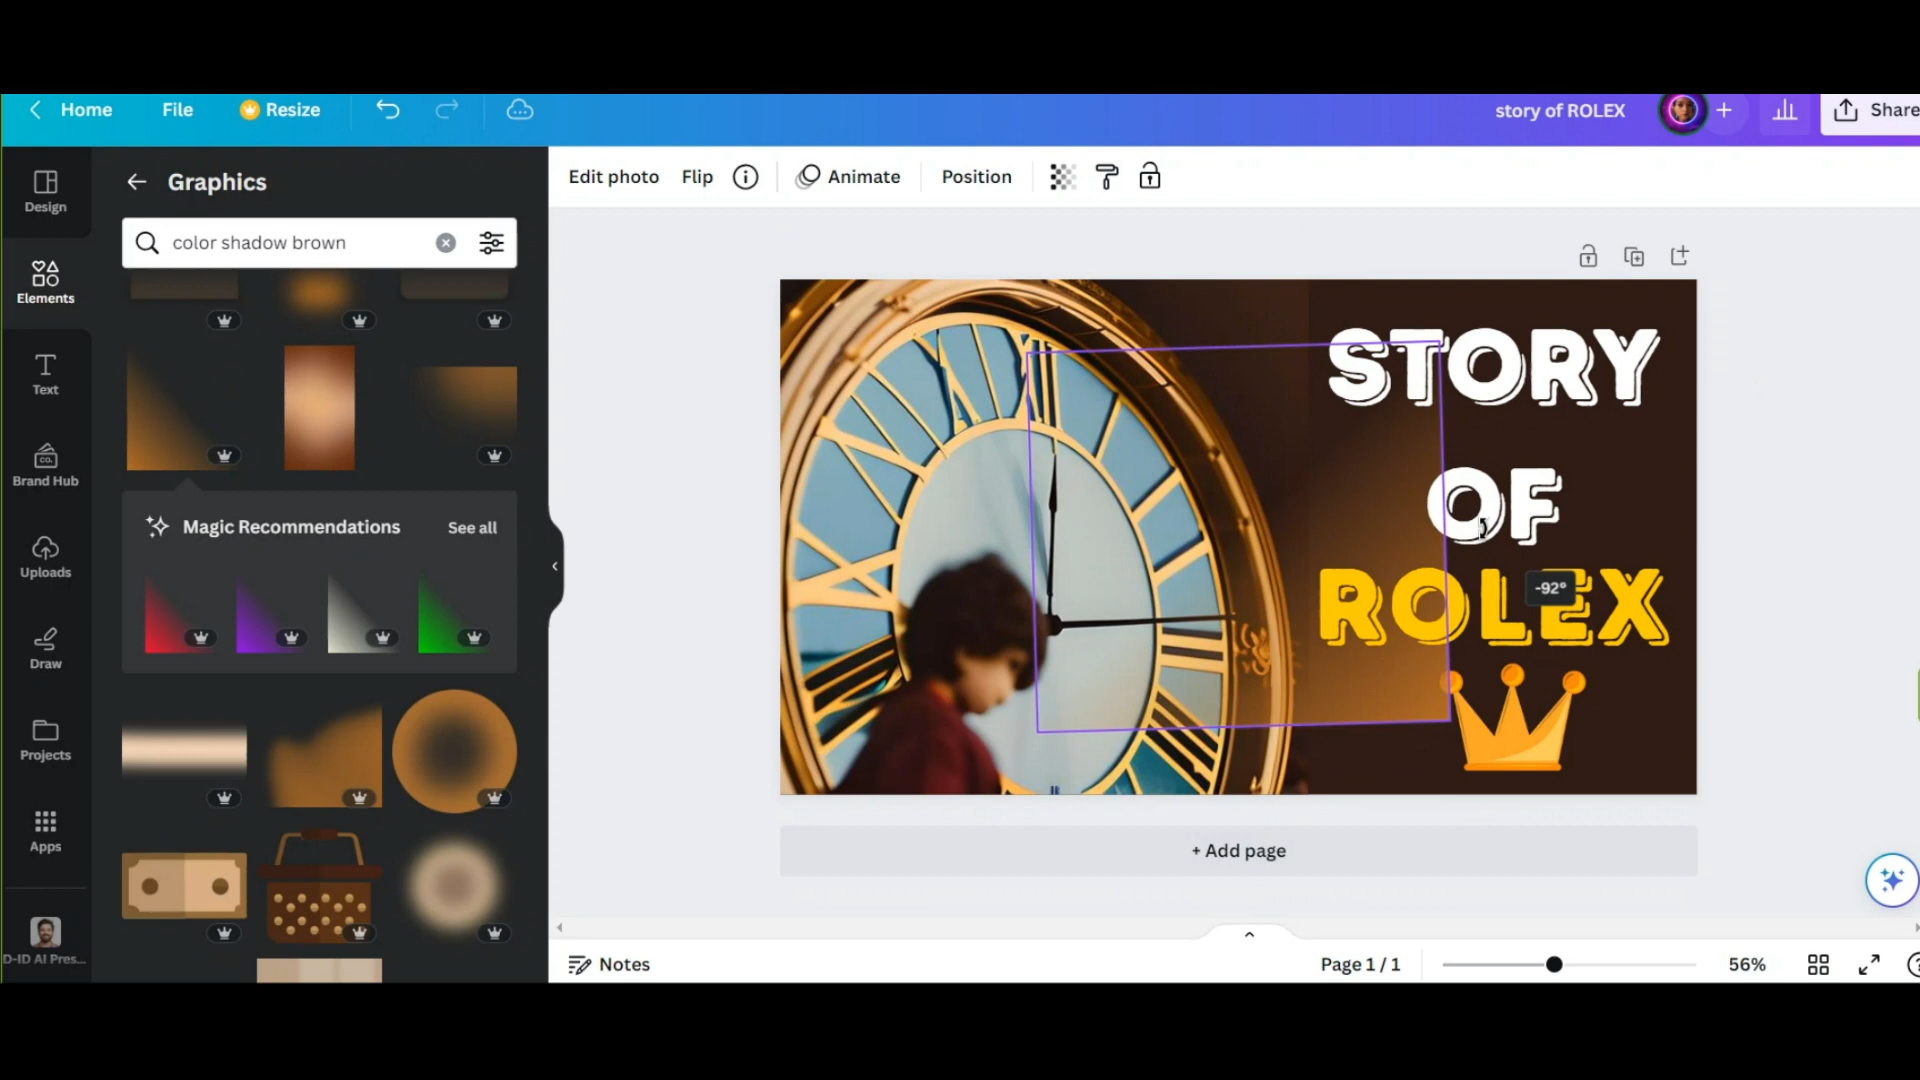 Home File Resize story of ROLEX + Share
Design
Elements
Text
Brand Hub
CO.
Uploads
Draw
Projects
Apps
D-ID AI Pres...
Graphics
color shadow brown
Magic Recommendations See all
Edit photo Flip Animate Position
STORY
OF
ROLEX
-92°
+ Add page
Notes Page 1 / 1 56%